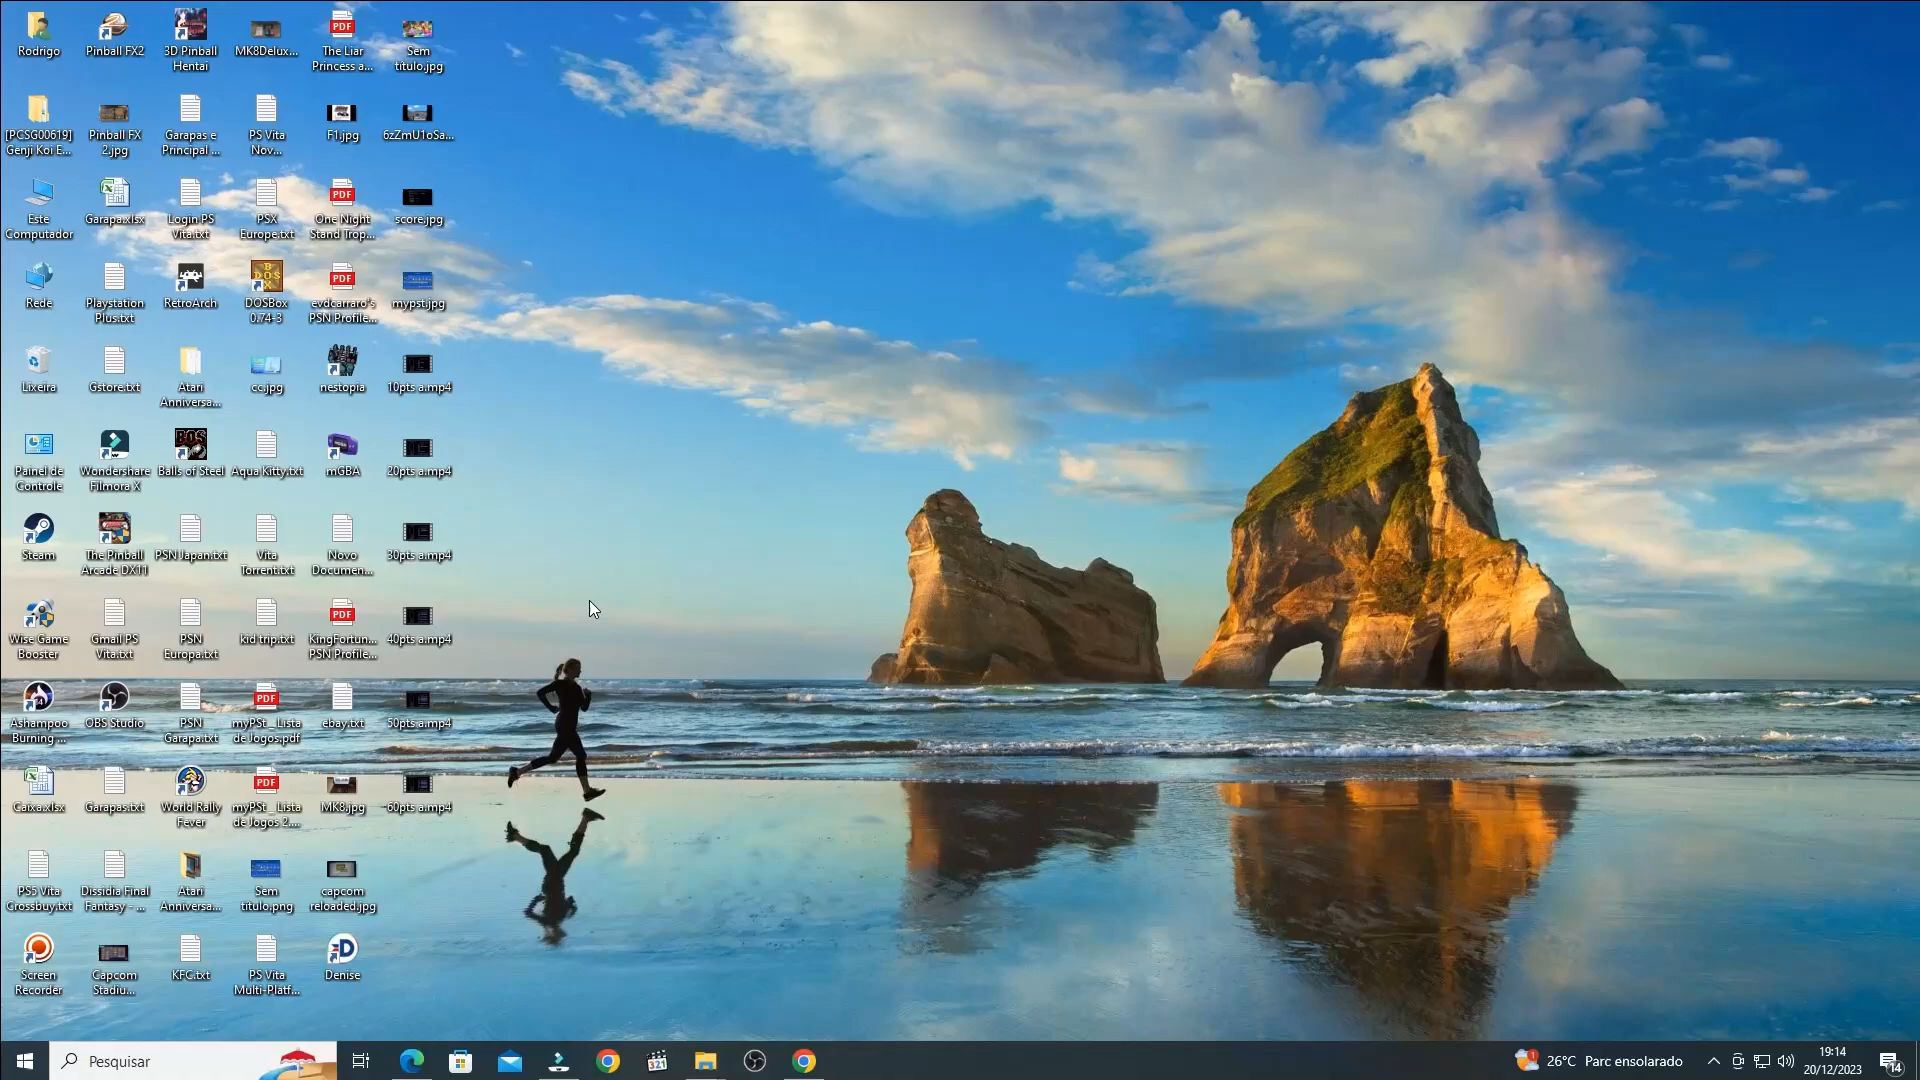 Rodrigo
Pinball FX2
3D Pinball
Hentai
MK8Delux...
PDF
The Liar
Princess a...
Sem
título.jpg
[PCSG00619]
Genji Koi E...
Pinball FX
2.jpg
Garapas e
Principal ...
PS Vita
Nov...
F1.jpg
6zZmU1oSa...
Este
Computador
Garapa.xlsx
Login PS
Vita.txt
PSX
Europe.txt
PDF
One Night
Stand Trop...
score.jpg
Rede
Playstation
Plus.txt
RetroArch
DOSBox
0.74-3
PDF
evdcarraro's
PSN Profile...
mypst.jpg
Lixeira
Gstore.txt
Atari
Anniversa...
cc.jpg
nestopia
10pts a.mp4
Painel de
Controle
Wondershare
Filmora X
Balls of Steel
Aqua Kitty.txt
mGBA
20pts a.mp4
Steam
The Pinball
Arcade DX11
PSN Japan.txt
Vita
Torrent.txt
Novo
Documen...
30pts a.mp4
Wise Game
Booster
Gmail PS
Vita.txt
PSN
Europa.txt
kid trip.txt
PDF
KingFortun...
PSN Profile...
40pts a.mp4
Ashampoo
Burning ...
OBS Studio
PSN
Garapa.txt
PDF
myPSt_ Lista
de Jogos.pdf
ebay.txt
50pts a.mp4
Caixa.xlsx
Garapas.txt
World Rally
Fever
PDF
myPSt_ Lista
de Jogos 2....
MK8.jpg
60pts a.mp4
PS5 Vita
Crossbuy.txt
Dissidia Final
Fantasy - ...
Atari
Anniversa...
Sem
título.png
capcom
reloaded.jpg
Screen
Recorder
Capcom
Stadiu...
KFC.txt
PS Vita
Multi-Platf...
Denise
Pesquisar
321
26°C Parc ensolarado
19:14
20/12/2023
14